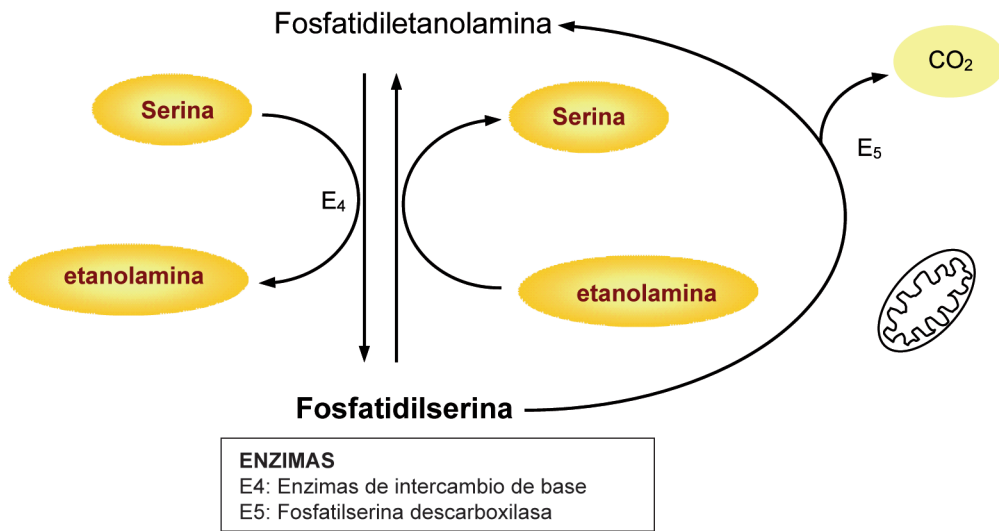 Fosfatidiletanolamina
CO₂
Serina
Serina
E₅
E₄
etanolamina
etanolamina
Fosfatidilserina
ENZIMAS
E4: Enzimas de intercambio de base
E5: Fosfatilserina descarboxilasa